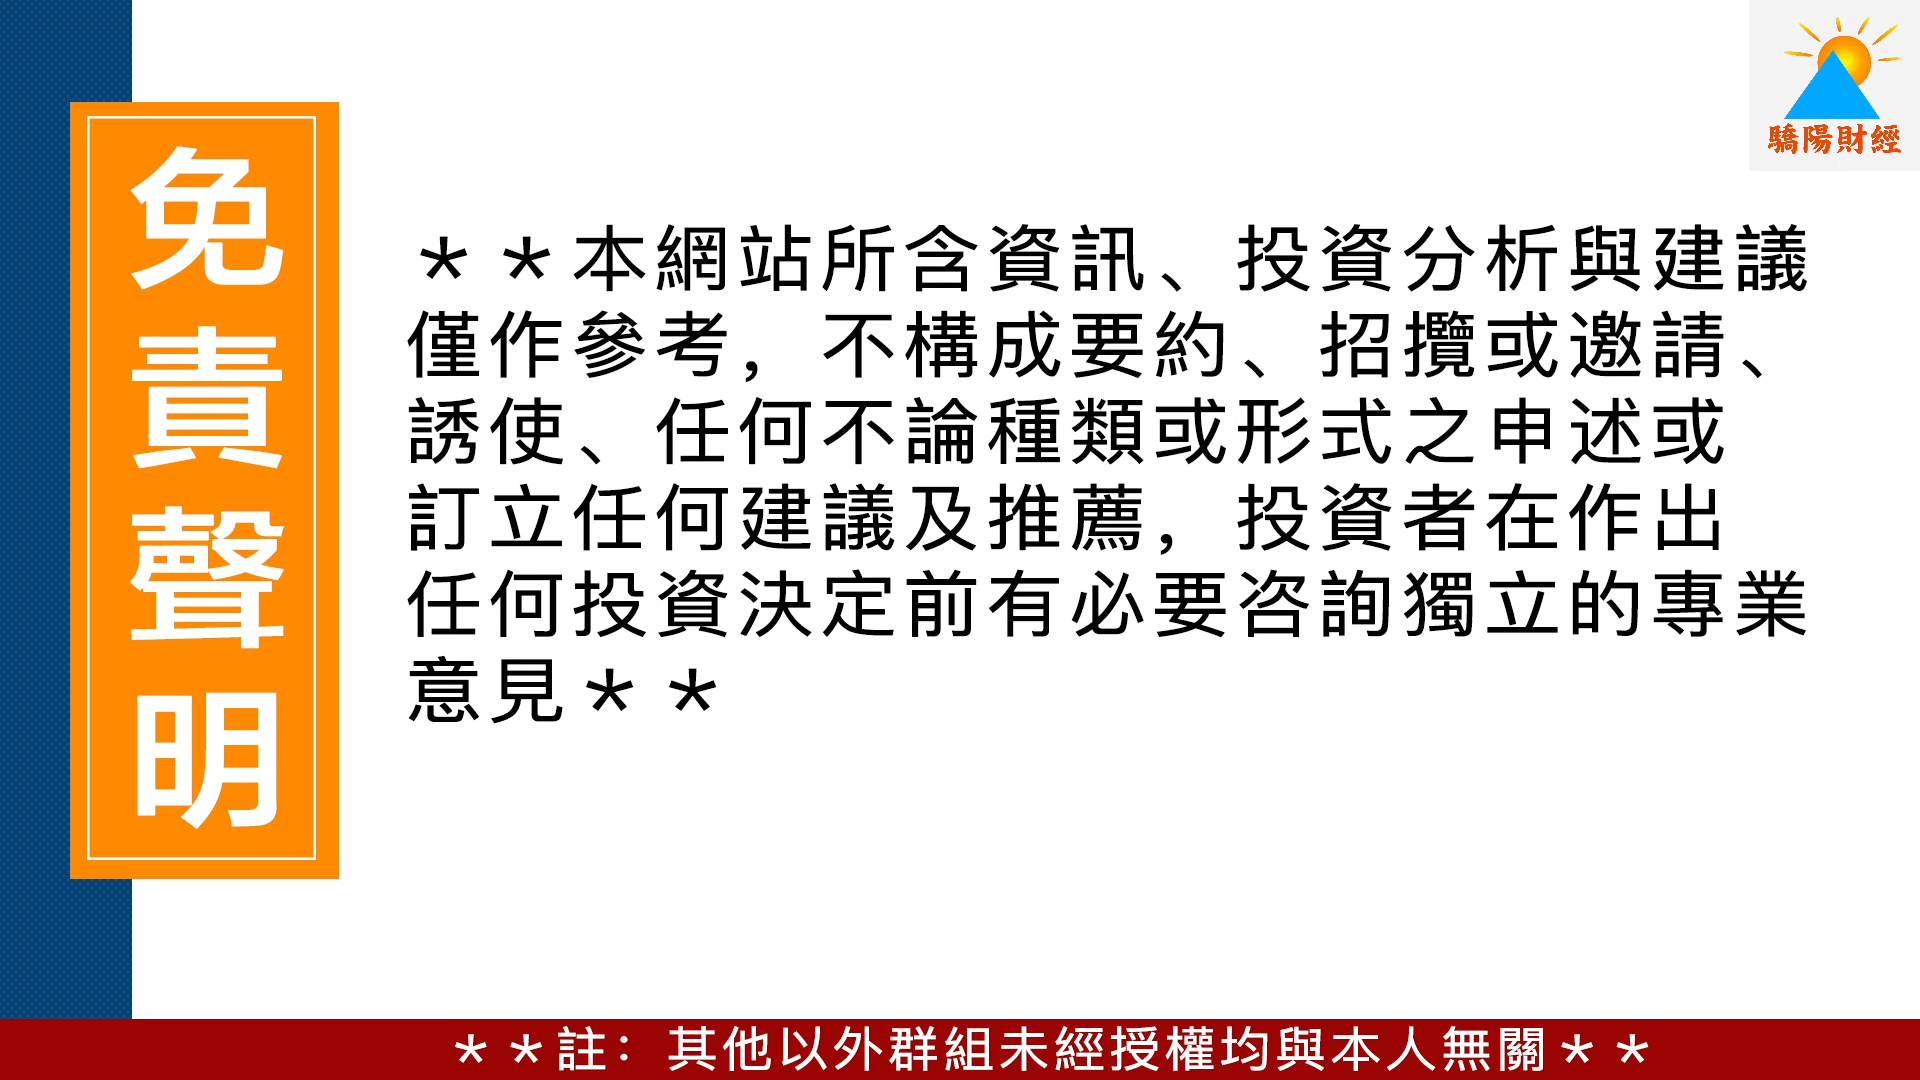 驕陽財經
免責聲明
＊＊本網站所含資訊、投資分析與建議
僅作參考，不構成要約、招攬或邀請、
誘使、任何不論種類或形式之申述或
訂立任何建議及推薦，投資者在作出
任何投資決定前有必要咨詢獨立的專業
意見＊＊
＊＊註：其他以外群組未經授權均與本人無關＊＊